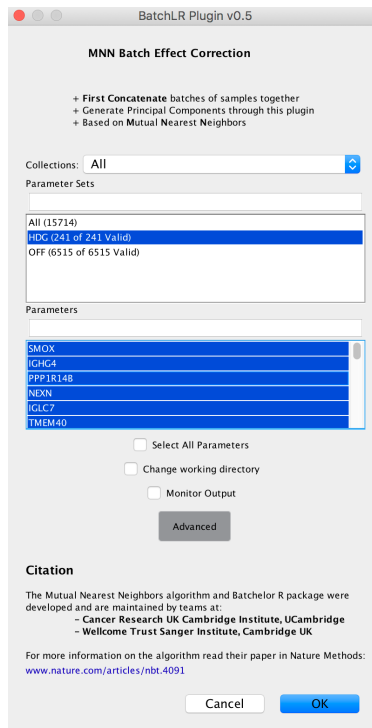 BatchLR Plugin v0.5
MNN Batch Effect Correction
+ First Concatenate batches of samples together
+ Generate Principal Components through this plugin
+ Based on Mutual Nearest Neighbors
Collections: All
Parameter Sets
All (15714)
HDG (241 of 241 Valid)
OFF (6515 of 6515 Valid)
Parameters
SMOX
IGHG4
PPP1R14B
NEXN
IGLC7
TMEM40
Select All Parameters
Change working directory
Monitor Output
Advanced
Citation
The Mutual Nearest Neighbors algorithm and Batchelor R package were
developed and are maintained by teams at:
- Cancer Research UK Cambridge Institute, UCambridge
- Wellcome Trust Sanger Institute, Cambridge UK
For more information on the algorithm read their paper in Nature Methods:
www.nature.com/articles/nbt.4091
Cancel OK